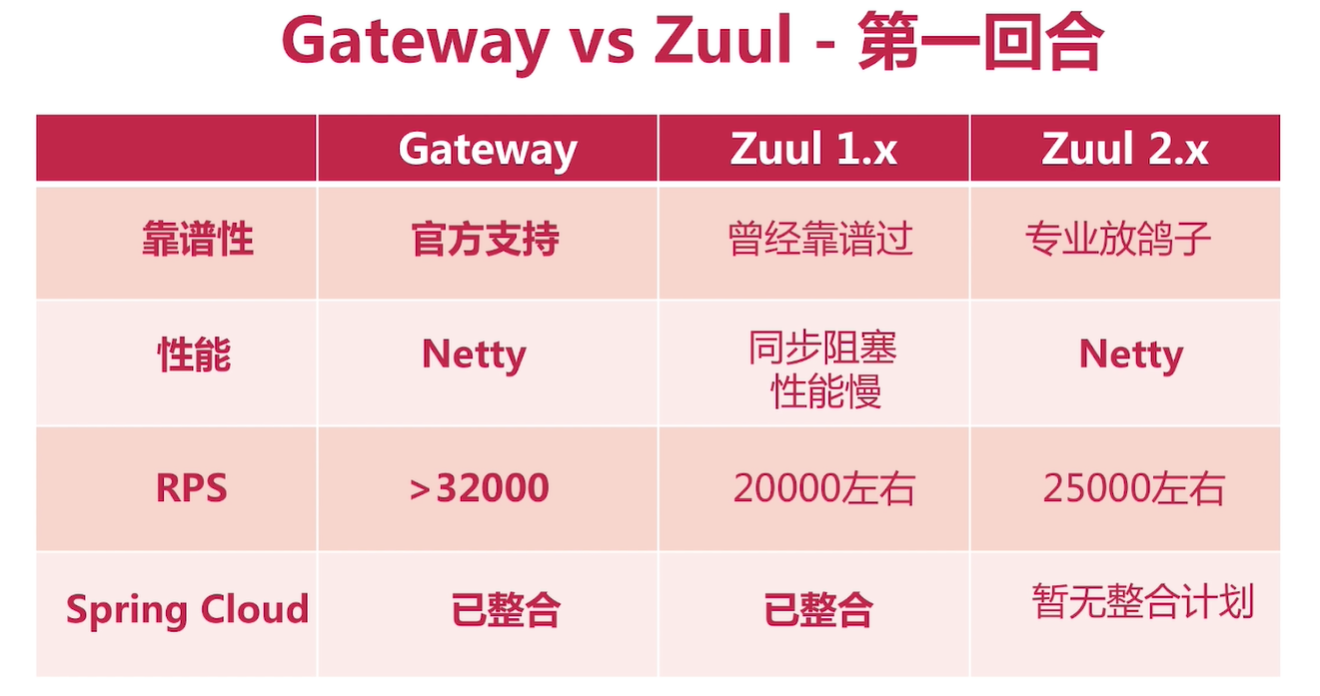 Gateway vs Zuul - 第一回合
Gateway Zuul 1.x Zuul 2.x
靠谱性 官方支持 曾经靠谱过 专业放鸽子
性能 Netty 同步阻塞 Netty
性能慢
RPS >32000 20000左右 25000左右
Spring Cloud 已整合 已整合 暂无整合计划